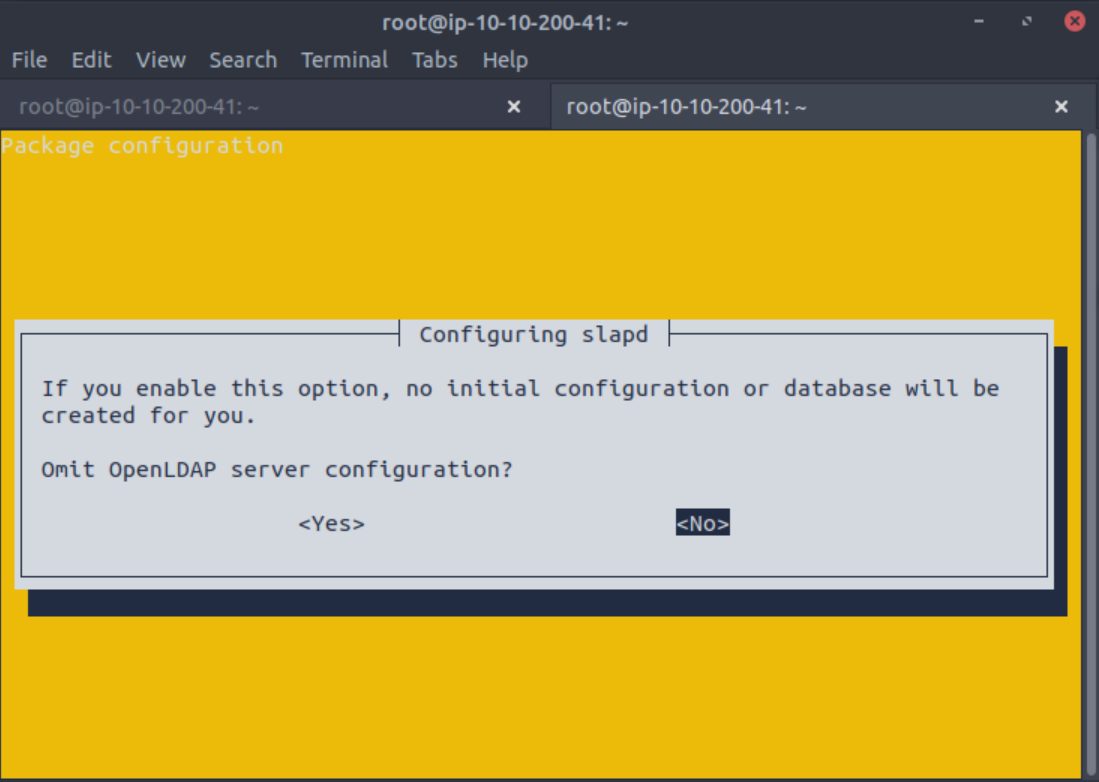 root@ip-10-10-200-41: ~
File Edit View Search Terminal Tabs Help
root@ip-10-10-200-41: ~ root@ip-10-10-200-41: ~
Package configuration
Configuring slapd
If you enable this option, no initial configuration or database will be
created for you.
Omit OpenLDAP server configuration?
<Yes> <No>